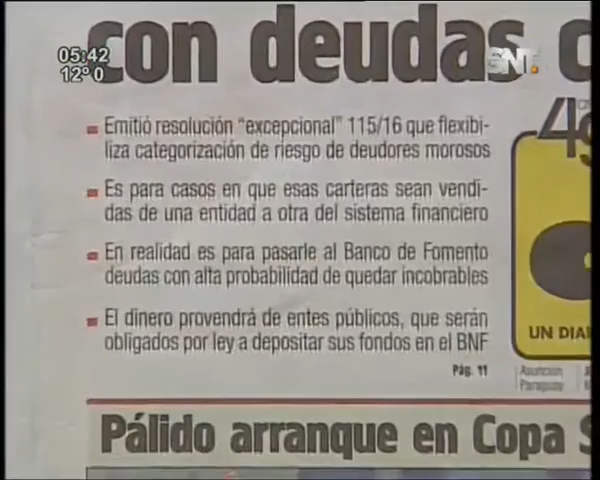 con deudas
05:42
12º0
SNT.
- Emitió resolución "excepcional" 115/16 que flexibi-
liza categorización de riesgo de deudores morosos
- Es para casos en que esas carteras sean vendi-
das de una entidad a otra del sistema financiero
- En realidad es para pasarle al Banco de Fomento
deudas con alta probabilidad de quedar incobrables
- El dinero provendrá de entes públicos, que serán
obligados por ley a depositar sus fondos en el BNF
Pág. 11
UN DIA
Asunción
Paraguay
Pálido arranque en Copa S